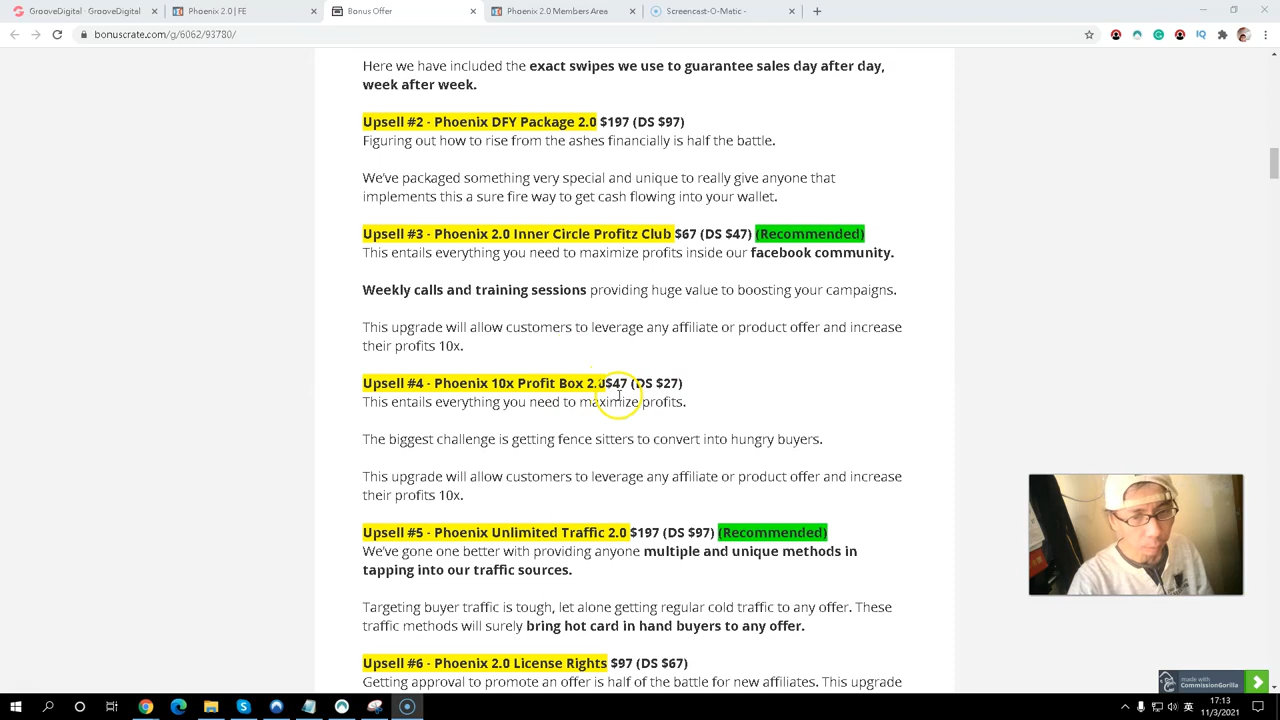 GrooveDigital - GrooveDigital
Phoenix 2.0 | FE
Bonus Offer
Phoenix 2.0 Members Area
Screencast-O-Matic -
bonuscrate.com/g/6062/93780/
Here we have included the exact swipes we use to guarantee sales day after day,
week after week.
Upsell #2 - Phoenix DFY Package 2.0 $197 (DS $97)
Figuring out how to rise from the ashes financially is half the battle.
We've packaged something very special and unique to really give anyone that
implements this a sure fire way to get cash flowing into your wallet.
Upsell #3 - Phoenix 2.0 Inner Circle Profitz Club $67 (DS $47) (Recommended)
This entails everything you need to maximize profits inside our facebook community.
Weekly calls and training sessions providing huge value to boosting your campaigns.
This upgrade will allow customers to leverage any affiliate or product offer and increase
their profits 10x.
Upsell #4 - Phoenix 10x Profit Box 2.0$47 (DS $27)
This entails everything you need to maximize profits.
The biggest challenge is getting fence sitters to convert into hungry buyers.
This upgrade will allow customers to leverage any affiliate or product offer and increase
their profits 10x.
Upsell #5 - Phoenix Unlimited Traffic 2.0 $197 (DS $97) (Recommended)
We've gone one better with providing anyone multiple and unique methods in
tapping into our traffic sources.
Targeting buyer traffic is tough, let alone getting regular cold traffic to any offer. These
traffic methods will surely bring hot card in hand buyers to any offer.
Upsell #6 - Phoenix 2.0 License Rights $97 (DS $67)
Getting approval to promote an offer is half of the battle for new affiliates. This upgrade
made with
CommissionGorilla
英
17:13
11/3/2021